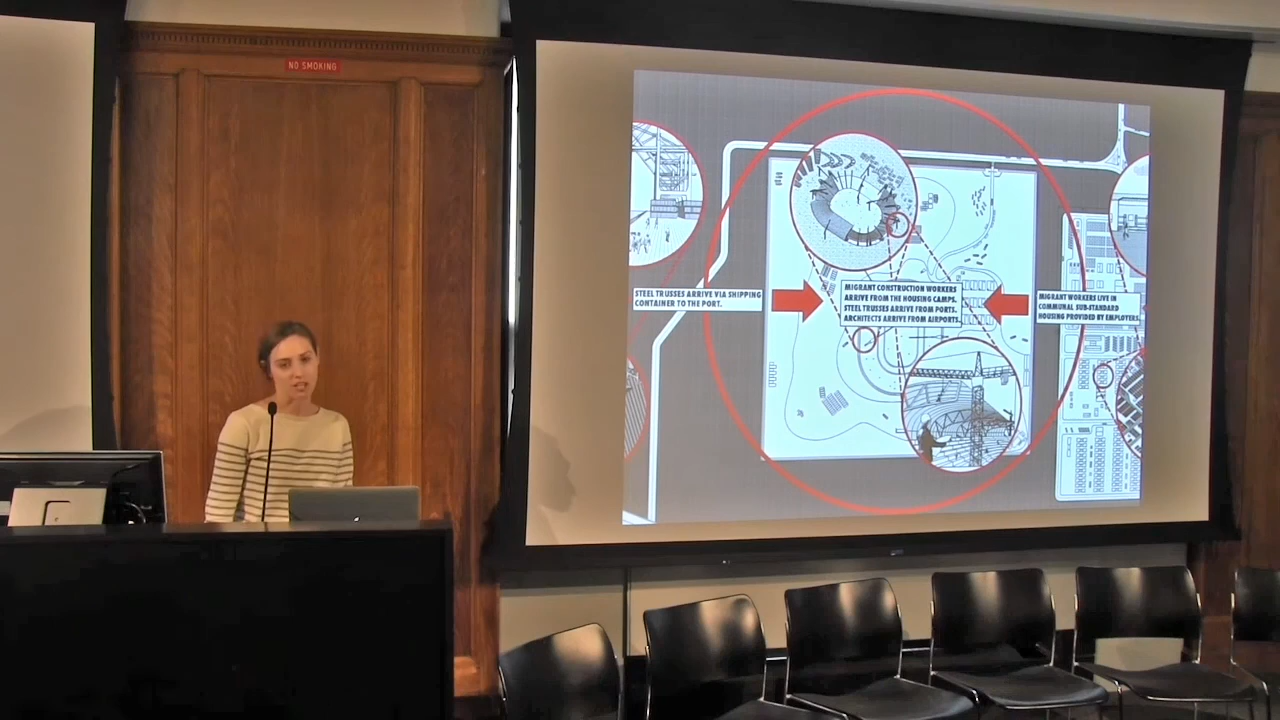 NO SMOKING
STEEL TRUSSES ARRIVE VIA SHIPPING
CONTAINER TO THE PORT.
MIGRANT CONSTRUCTION WORKERS
ARRIVE FROM THE HOUSING CAMPS.
STEEL TRUSSES ARRIVE FROM PORTS.
ARCHITECTS ARRIVE FROM AIRPORTS.
MIGRANT WORKERS LIVE IN
COMMUNAL SUB-STANDARD
HOUSING PROVIDED BY EMPLOYERS.